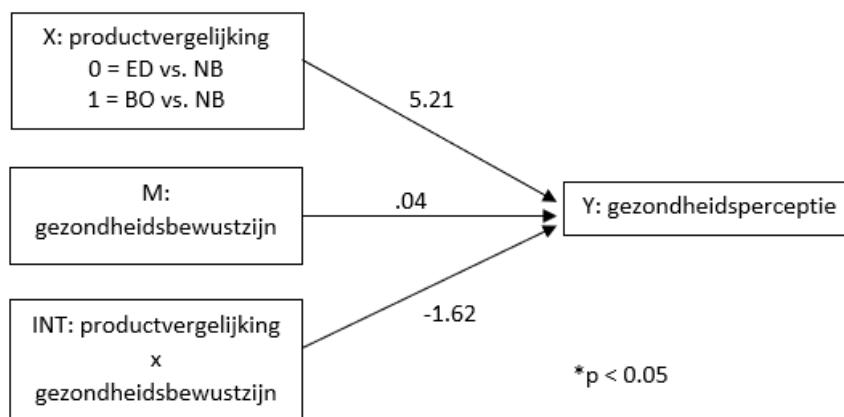 X: productvergelijking
0 = ED vs. NB
1 = BO vs. NB
5.21
M:
gezondheidsbewustzijn
.04
Y: gezondheidsperceptie
INT: productvergelijking
x
gezondheidsbewustzijn
-1.62
*p < 0.05